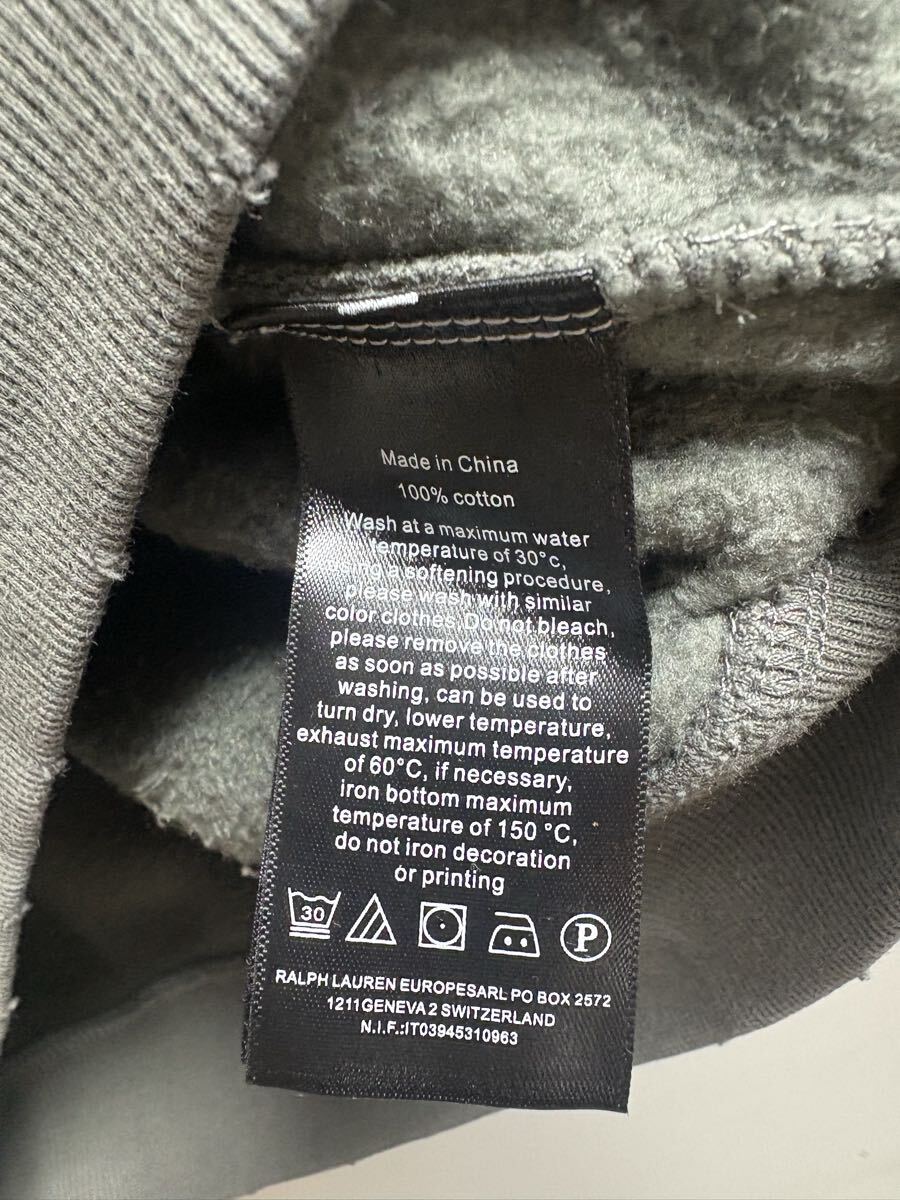 Made in China
100% cotton
Wash at a maximum water
temperature of 30°c,
a softening procedure,
please wash with similar
color clothes. Do not bleach,
please remove the clothes
as soon as possible after
washing, can be used to
turn dry, lower temperature,
exhaust maximum temperature
of 60°C, if necessary,
iron bottom maximum
temperature of 150 °C,
do not iron decoration
or printing
30 P
RALPH LAUREN EUROPESARL PO BOX 2572
1211GENEVA 2 SWITZERLAND
N.I.F.:IT03945310963